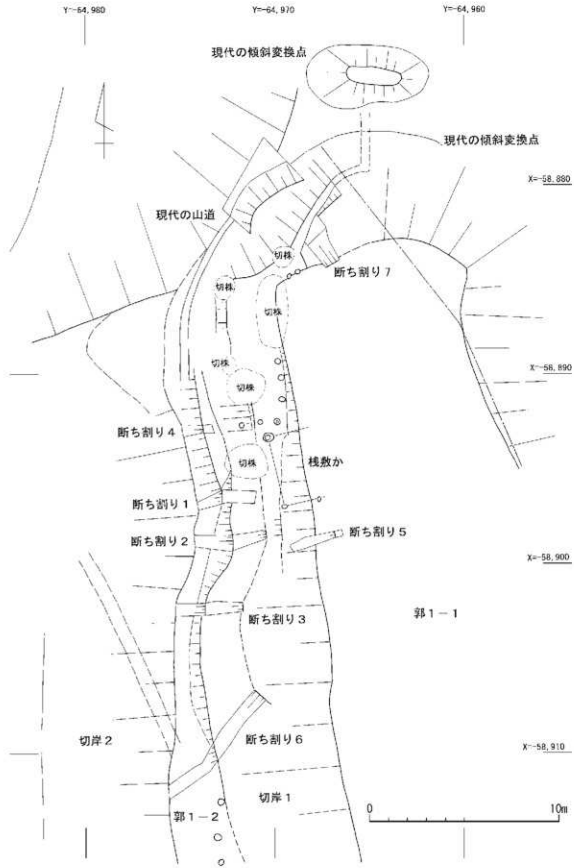 Y=-64,980
Y=-64,970
Y=-64,960
現代の傾斜変換点
現代の傾斜変換点
X=-58,880
現代の山道
切株
断ち割り7
切株
切株
切株
X=-58,890
切株
断ち割り4
切株
桟敷か
断ち割り1
断ち割り2
断ち割り5
X=-58,900
断ち割り3
郭1-1
切岸2
断ち割り6
X=-58,910
切岸1
郭1-2
0
10m